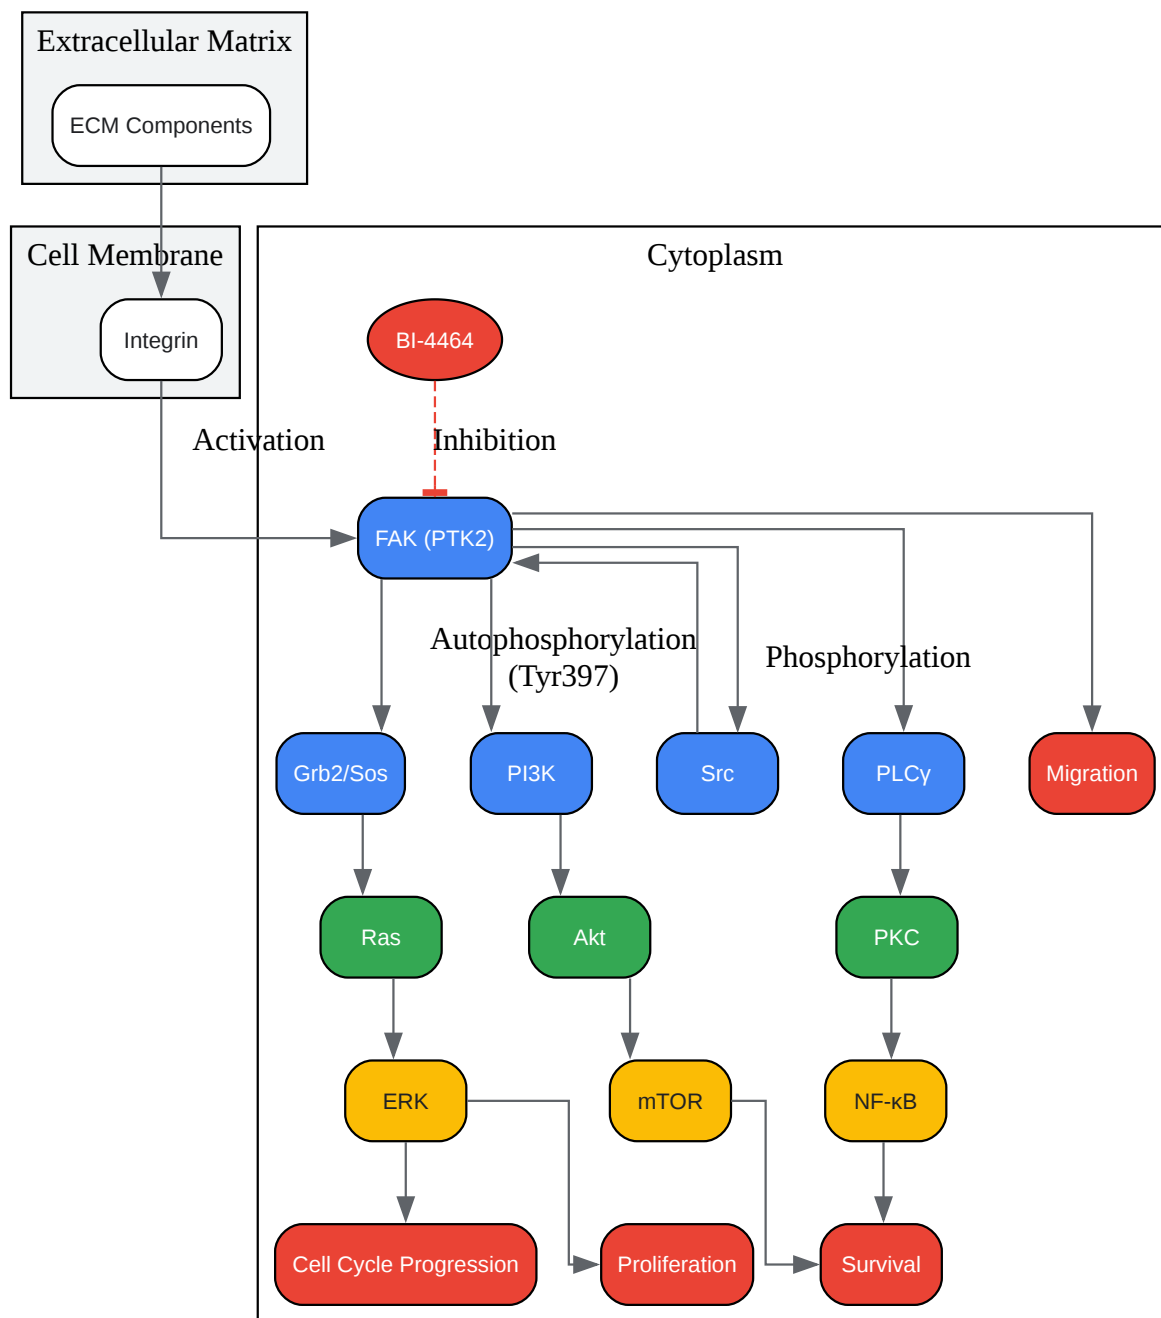 Extracellular Matrix
ECM Components
Cell Membrane
Cytoplasm
Integrin
BI-4464
Activation
Inhibition
FAK (PTK2)
Autophosphorylation
(Tyr397)
Phosphorylation
Grb2/Sos
PI3K
Src
PLCγ
Migration
Ras
Akt
PKC
ERK
mTOR
NF-κB
Cell Cycle Progression
Proliferation
Survival